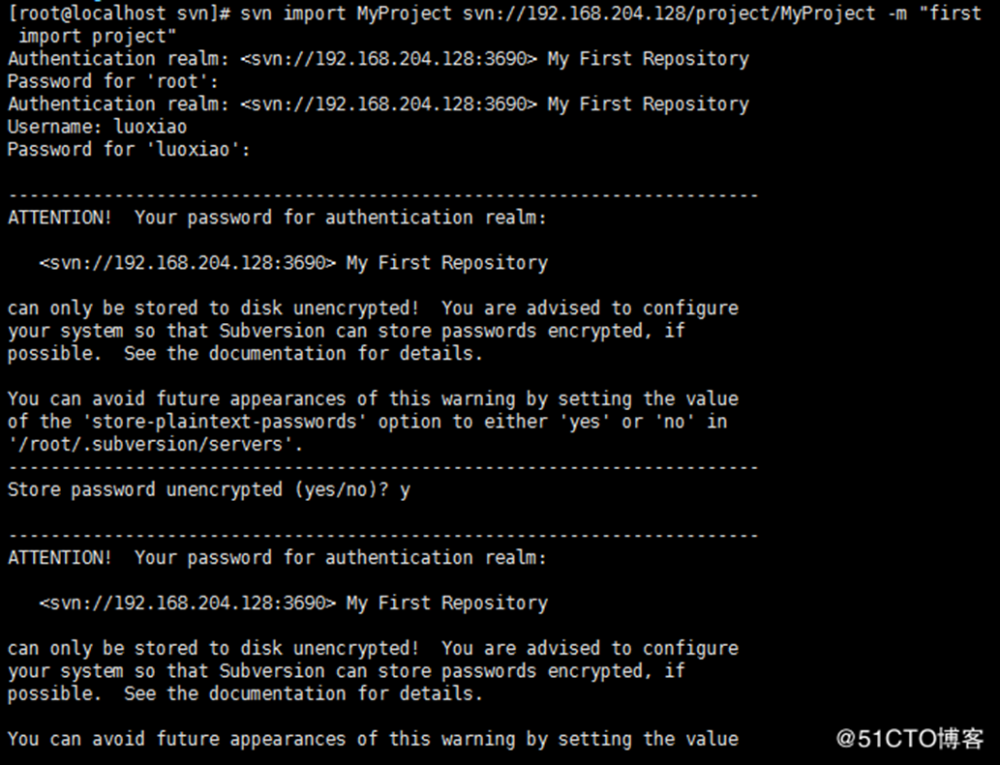 [root@localhost svn]# svn import MyProject svn://192.168.204.128/project/MyProject -m "first
 import project"
Authentication realm: <svn://192.168.204.128:3690> My First Repository
Password for 'root':
Authentication realm: <svn://192.168.204.128:3690> My First Repository
Username: luoxiao
Password for 'luoxiao':
-----------------------------------------------------------------------
ATTENTION!  Your password for authentication realm:
   <svn://192.168.204.128:3690> My First Repository
can only be stored to disk unencrypted!  You are advised to configure
your system so that Subversion can store passwords encrypted, if
possible.  See the documentation for details.
You can avoid future appearances of this warning by setting the value
of the 'store-plaintext-passwords' option to either 'yes' or 'no' in
'/root/.subversion/servers'.
-----------------------------------------------------------------------
Store password unencrypted (yes/no)? y
-----------------------------------------------------------------------
ATTENTION!  Your password for authentication realm:
   <svn://192.168.204.128:3690> My First Repository
can only be stored to disk unencrypted!  You are advised to configure
your system so that Subversion can store passwords encrypted, if
possible.  See the documentation for details.
You can avoid future appearances of this warning by setting the value
@51CTO博客